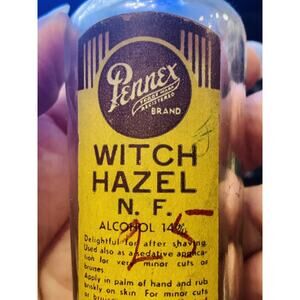 Pennex
TRADE MARK
REGISTERED
BRAND
WITCH
HAZEL
N. F.
ALCOHOL 14%
Delightful for after shaving.
Used also as a sedative applica-
tion for very minor cuts or
bruises.
Apply in palm of hand and rub
briskly on skin. For minor cuts
or